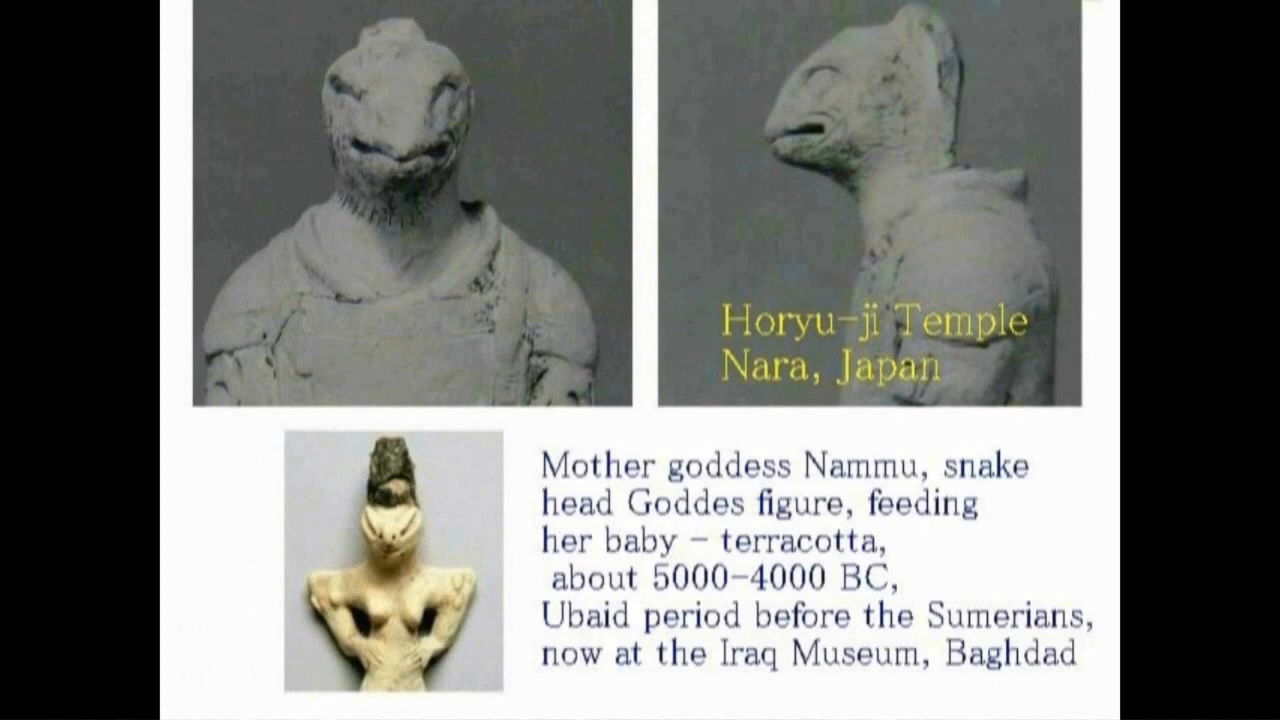 Horyu-ji Temple
Nara, Japan
Mother goddess Nammu, snake
head Goddes figure, feeding
her baby - terracotta,
about 5000-4000 BC,
Ubaid period before the Sumerians,
now at the Iraq Museum, Baghdad